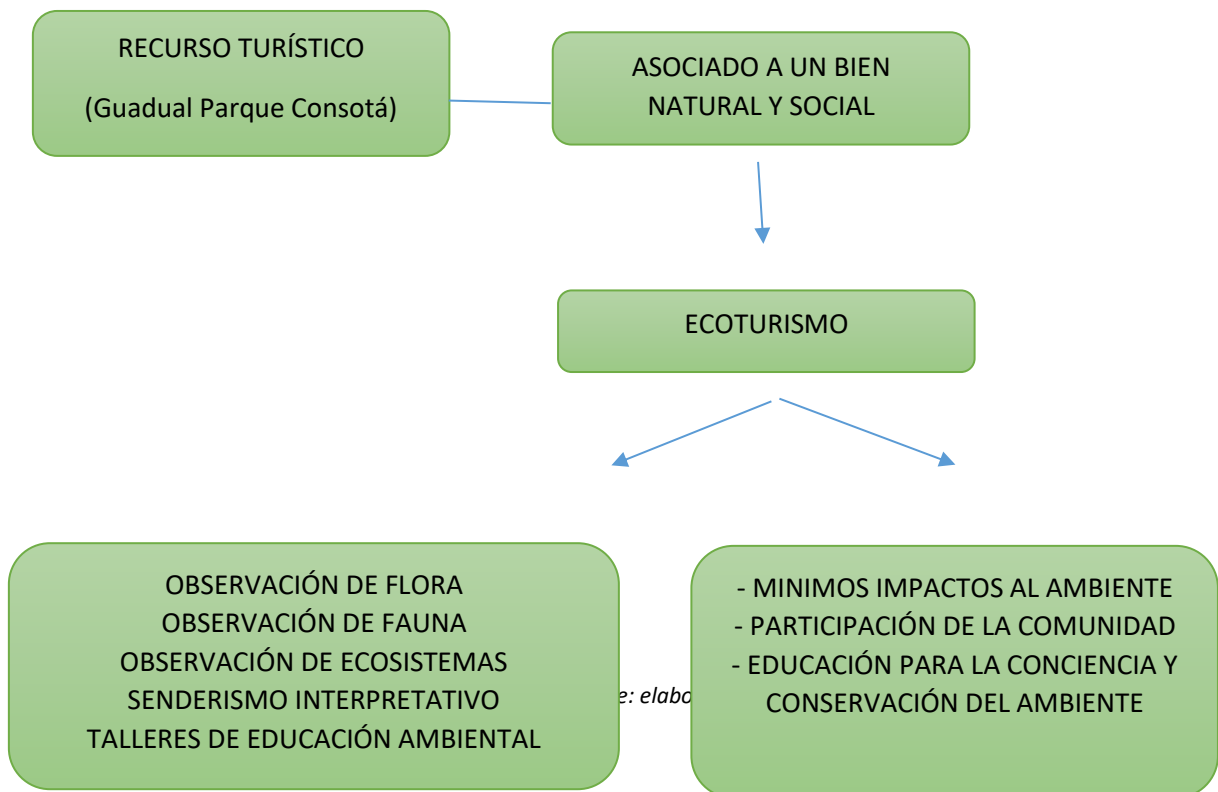 RECURSO TURÍSTICO
(Guadual Parque Consotá)
ASOCIADO A UN BIEN
NATURAL Y SOCIAL
ECOTURISMO
OBSERVACIÓN DE FLORA
OBSERVACIÓN DE FAUNA
OBSERVACIÓN DE ECOSISTEMAS
SENDERISMO INTERPRETATIVO
TALLERES DE EDUCACIÓN AMBIENTAL
e: elabo
- MINIMOS IMPACTOS AL AMBIENTE
- PARTICIPACIÓN DE LA COMUNIDAD
- EDUCACIÓN PARA LA CONCIENCIA Y
CONSERVACIÓN DEL AMBIENTE